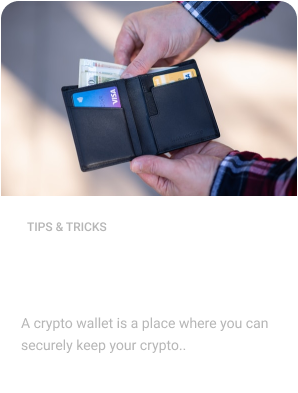 VISA
TIPS & TRICKS
A crypto wallet is a place where you can
securely keep your crypto..